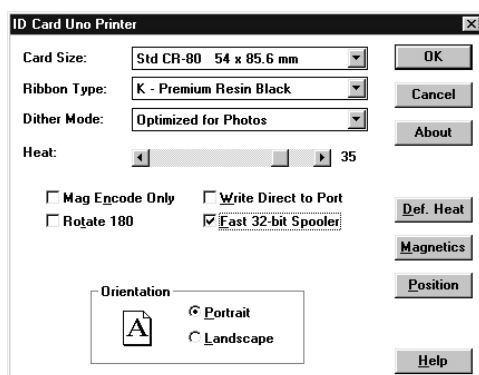 ID Card Uno Printer
Card Size: Std CR-80 54 x 85.6 mm OK
Ribbon Type: K - Premium Resin Black Cancel
Dither Mode: Optimized for Photos About
Heat: 35
Mag Encode Only Write Direct to Port Def. Heat
Rotate 180 Fast 32-bit Spooler
Magnetics
Orientation Position
A Portrait
Landscape
Help